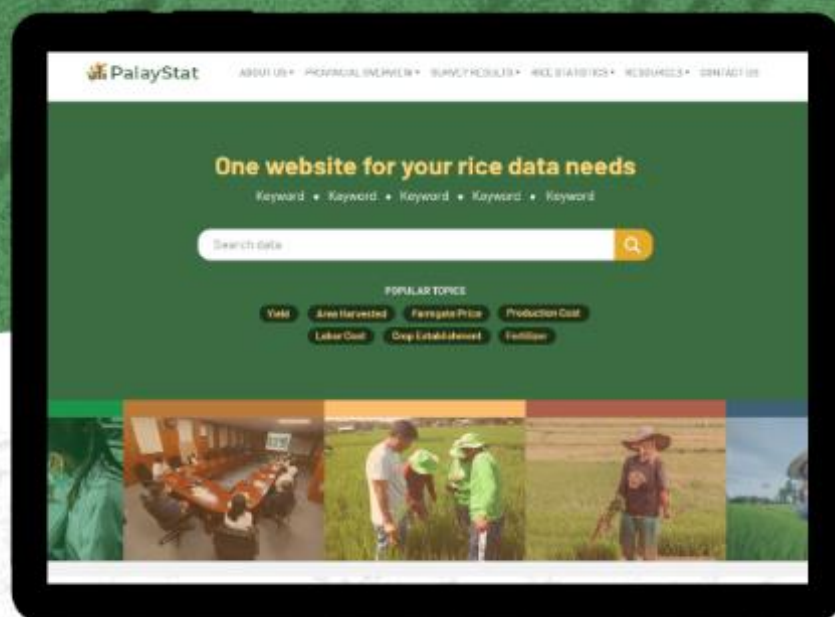 PalayStat
ABOUT US PROVINCIAL OVERVIEW SURVEY RESULTS RICE STATISTICS RESOURCES CONTACT US
One website for your rice data needs
Keyword • Keyword • Keyword • Keyword • Keyword
Search data
POPULAR TOPICS
Yield Area Harvested Farmgate Price Production Cost
Labor Cost Crop Establishment Fertilizer